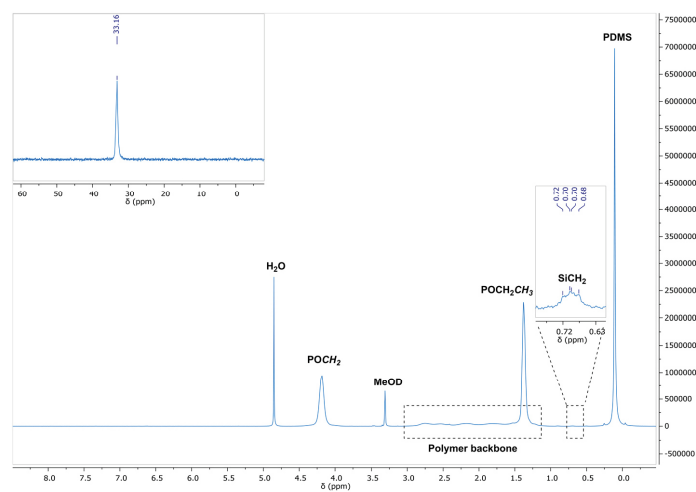 33.16
60 50 40 30 20 10 0
δ (ppm)
PDMS
7500000
7000000
6500000
6000000
5500000
5000000
4500000
4000000
3500000
3000000
2500000
2000000
1500000
1000000
500000
0
-500000
0.72 0.70 0.70 0.68
SiCH₂
0.72 0.63
δ (ppm)
H₂O
POCH₂CH₃
POCH₂
MeOD
Polymer backbone
8.0 7.5 7.0 6.5 6.0 5.5 5.0 4.5 4.0 3.5 3.0 2.5 2.0 1.5 1.0 0.5 0.0
δ (ppm)